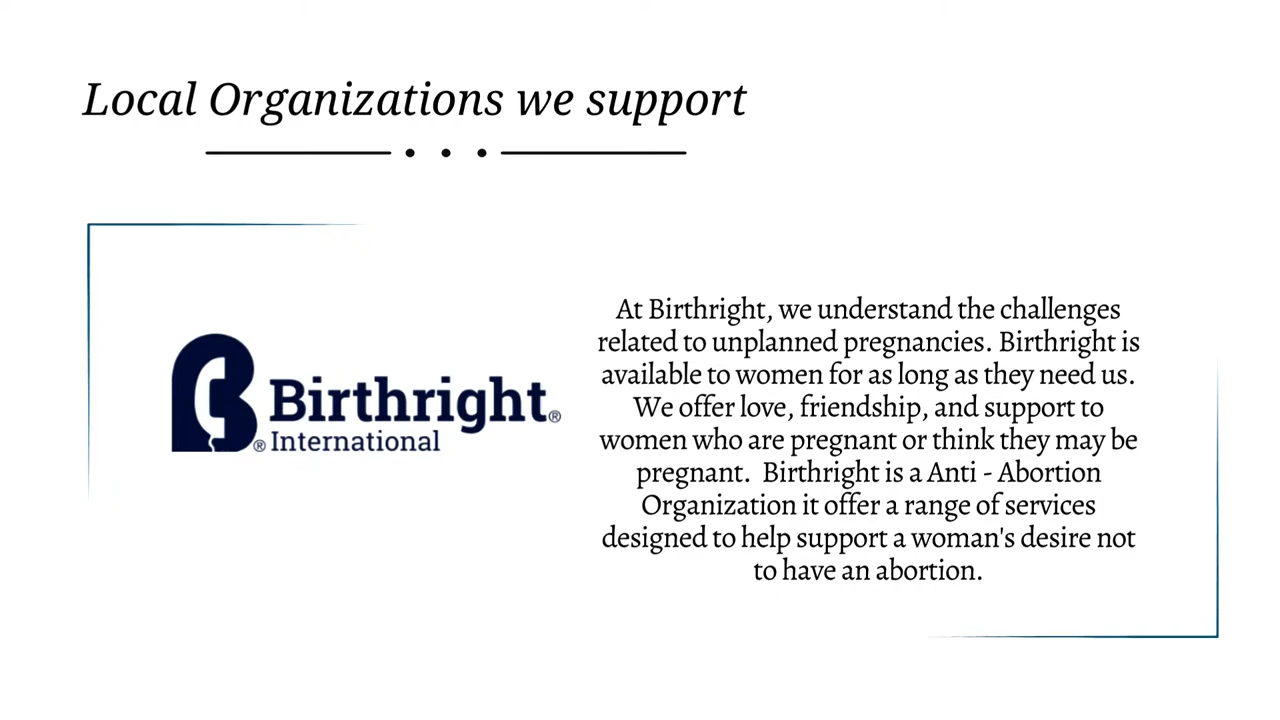 Local Organizations we support
Birthright®
® International
At Birthright, we understand the challenges
related to unplanned pregnancies. Birthright is
available to women for as long as they need us.
We offer love, friendship, and support to
women who are pregnant or think they may be
pregnant.  Birthright is a Anti - Abortion
Organization it offer a range of services
designed to help support a woman's desire not
to have an abortion.